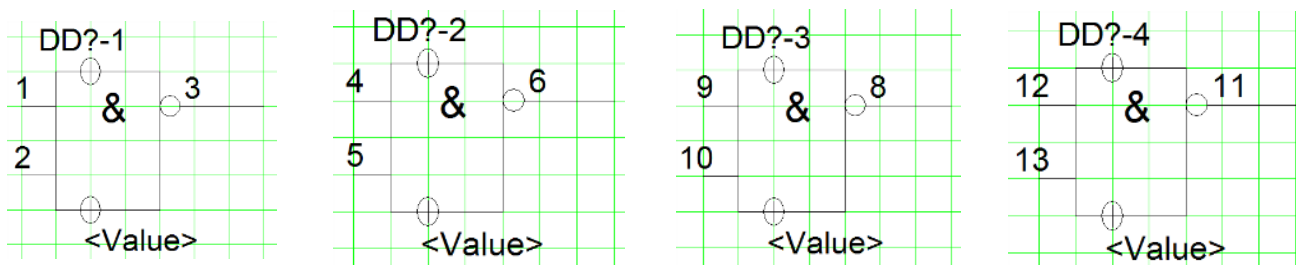 DD?-1
1
&
3
2
<Value>
DD?-2
4
&
6
5
<Value>
DD?-3
9
&
8
10
<Value>
DD?-4
12
&
11
13
<Value>